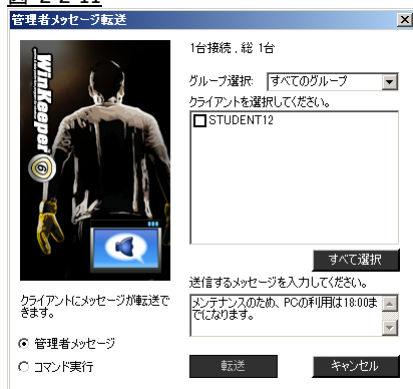 図 2-2-11
管理者メッセージ転送
1台接続 , 総 1台
グループ選択: すべてのグループ
クライアントを選択してください。
STUDENT12
WinKeeper 6
すべて選択
送信するメッセージを入力してください。
メンテナンスのため、PCの利用は18:00ま
でになります。
クライアントにメッセージが転送で
きます。
管理者メッセージ
コマンド実行
転送
キャンセル